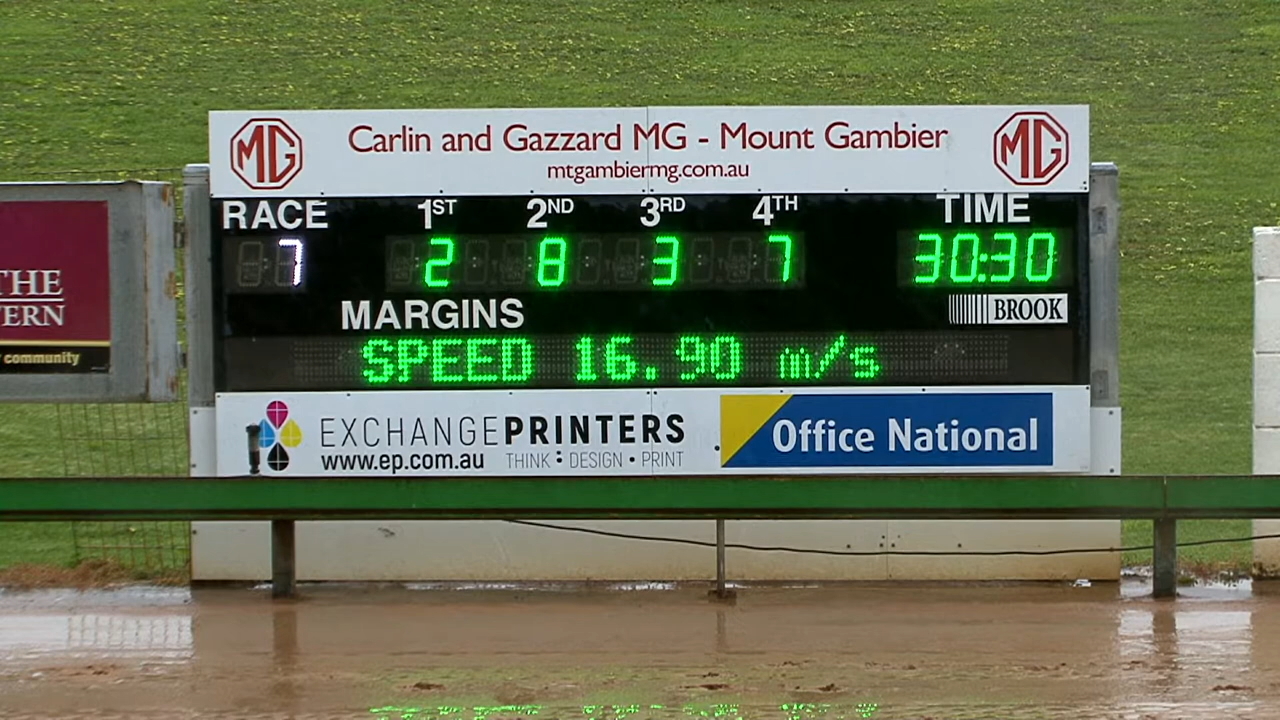 MG Carlin and Gazzard MG - Mount Gambier MG
mtgambiermg.com.au
RACE 1ST 2ND 3RD 4TH TIME
7 2 8 3 7 30:30
MARGINS BROOK
SPEED 16.90 m/s
THE
ERN
community
EXCHANGEPRINTERS
www.ep.com.au THINK : DESIGN • PRINT
Office National